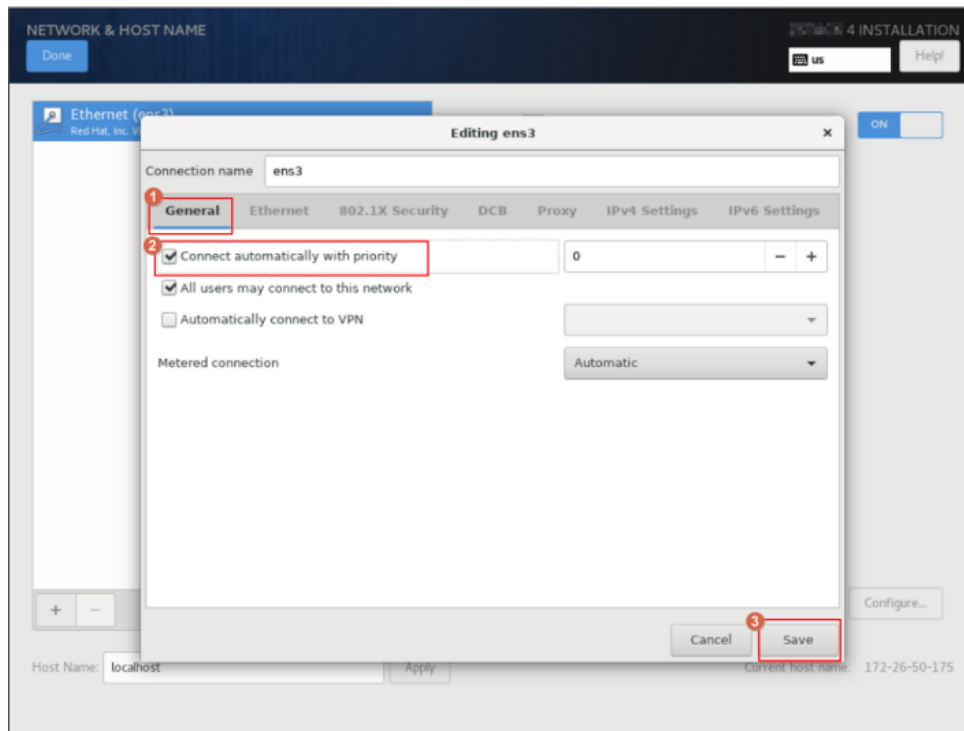 NETWORK & HOST NAME
4 INSTALLATION
Done
us
Help!
Ethernet (ens3)
Red Hat, Inc. V
ON
Editing ens3
Connection name ens3
1
General Ethernet 802.1X Security DCB Proxy IPv4 Settings IPv6 Settings
2
Connect automatically with priority 0 − +
All users may connect to this network
Automatically connect to VPN
Metered connection Automatic
+ −
Configure...
3
Cancel Save
Host Name: localhost Apply Current host name: 172-26-50-175